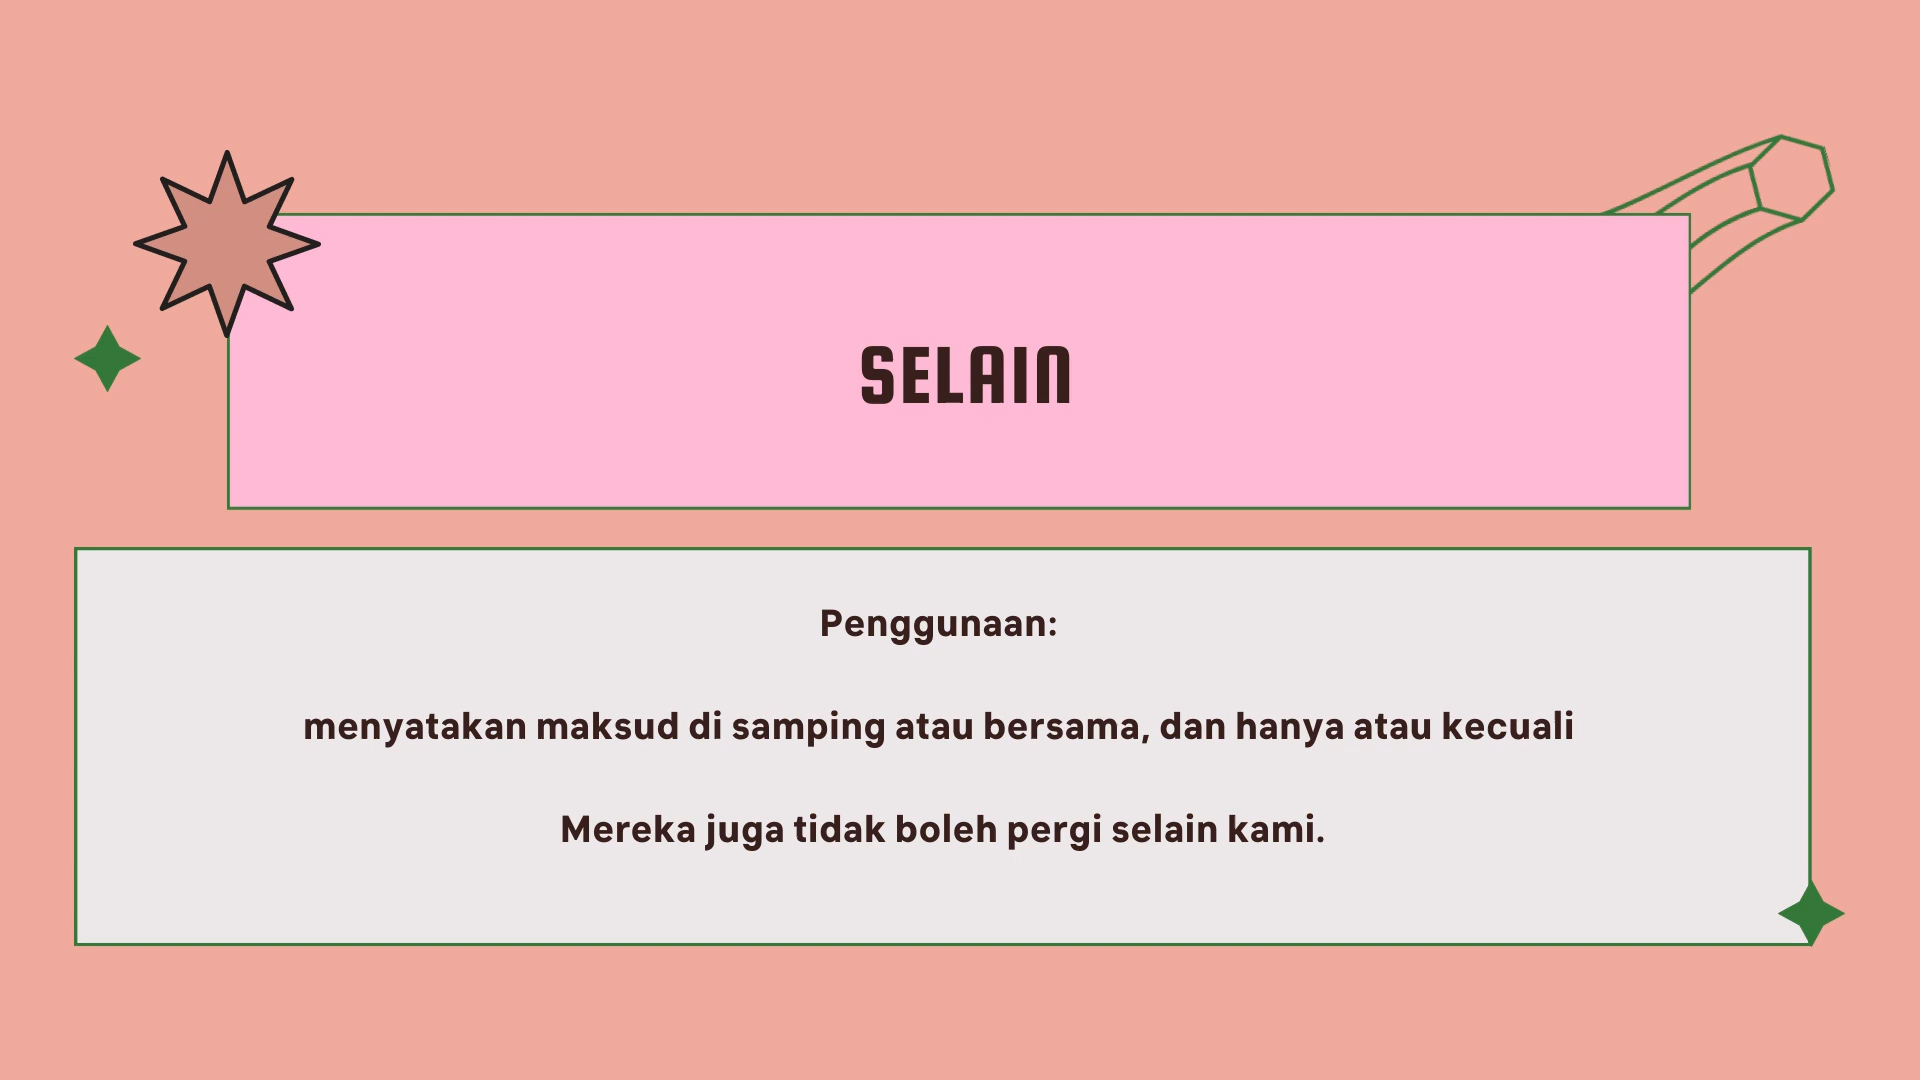 SELAIN
Penggunaan:
menyatakan maksud di samping atau bersama, dan hanya atau kecuali
Mereka juga tidak boleh pergi selain kami.